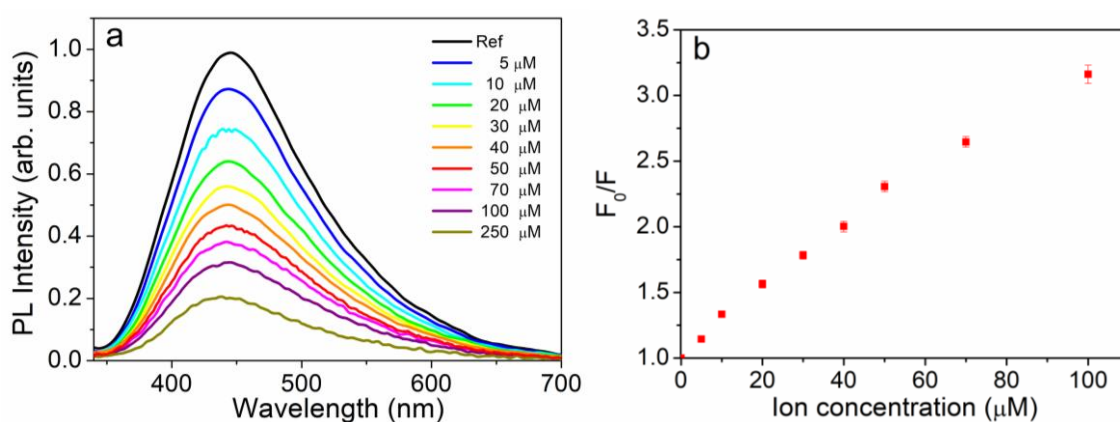 a
PL Intensity (arb. units)
1.0
0.8
0.6
0.4
0.2
0.0
Ref
5 μM
10 μM
20 μM
30 μM
40 μM
50 μM
70 μM
100 μM
250 μM
400 500 600 700
Wavelength (nm)
b
F₀/F
3.5
3.0
2.5
2.0
1.5
1.0
0 20 40 60 80 100
Ion concentration (μM)